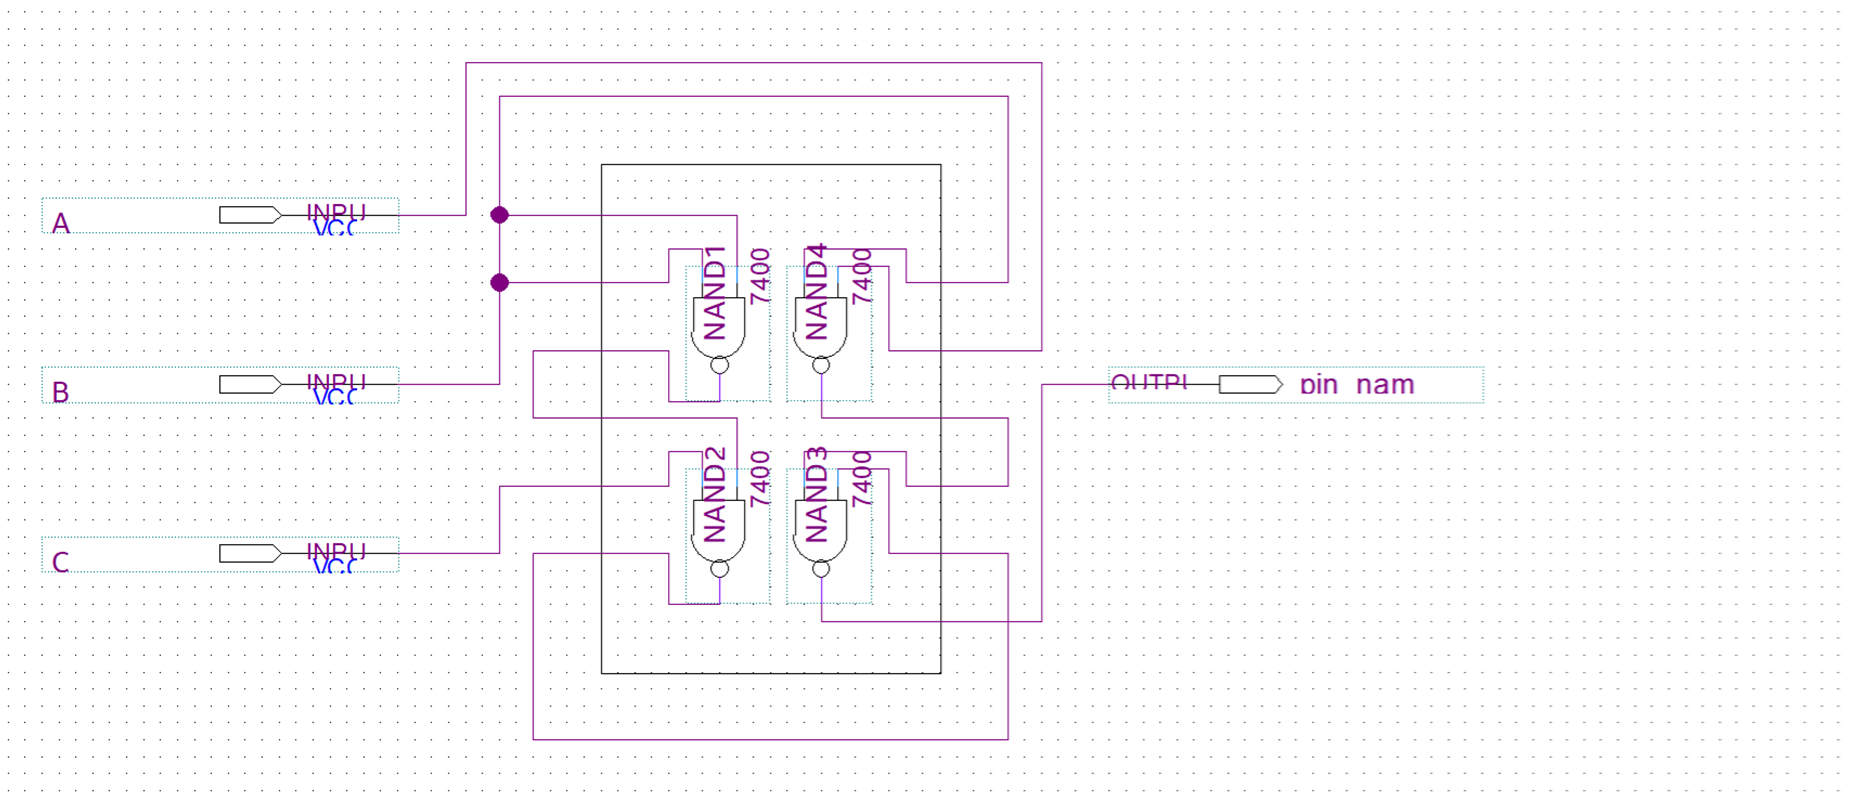 A
INPU
VCC
B
INPU
VCC
C
INPU
VCC
NAND1
7400
NAND4
7400
NAND2
7400
NAND3
7400
OUTPU
pin_nam